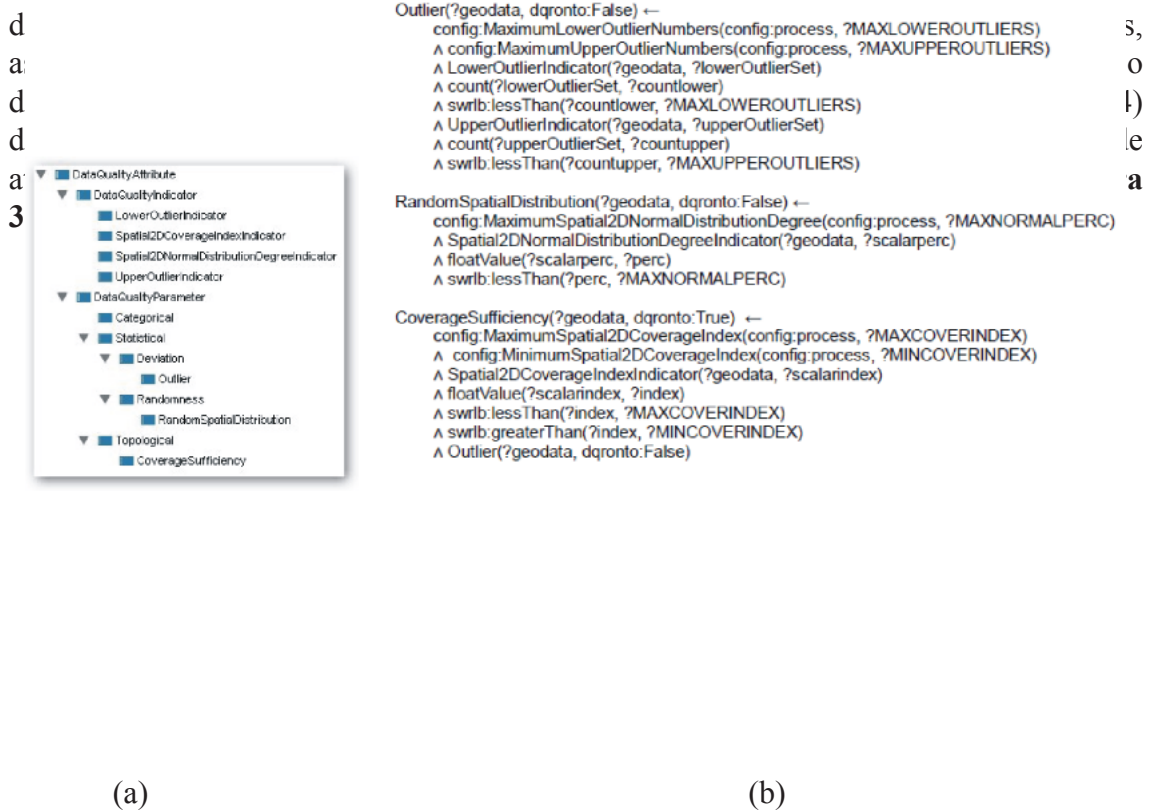 d
a
d
d
a
3
s,
o
4)
le
a
DataQualityAttribute
DataQualityIndicator
LowerOutlierIndicator
Spatial2DCoverageIndexIndicator
Spatial2DNormalDistributionDegreeIndicator
UpperOutlierIndicator
DataQualityParameter
Categorical
Statistical
Deviation
Outlier
Randomness
RandomSpatialDistribution
Topological
CoverageSufficiency
Outlier(?geodata, dqronto:False) ←
config:MaximumLowerOutlierNumbers(config:process, ?MAXLOWEROUTLIERS)
∧ config:MaximumUpperOutlierNumbers(config:process, ?MAXUPPEROUTLIERS)
∧ LowerOutlierIndicator(?geodata, ?lowerOutlierSet)
∧ count(?lowerOutlierSet, ?countlower)
∧ swrlb:lessThan(?countlower, ?MAXLOWEROUTLIERS)
∧ UpperOutlierIndicator(?geodata, ?upperOutlierSet)
∧ count(?upperOutlierSet, ?countupper)
∧ swrlb:lessThan(?countupper, ?MAXUPPEROUTLIERS)
RandomSpatialDistribution(?geodata, dqronto:False) ←
config:MaximumSpatial2DNormalDistributionDegree(config:process, ?MAXNORMALPERC)
∧ Spatial2DNormalDistributionDegreeIndicator(?geodata, ?scalarperc)
∧ floatValue(?scalarperc, ?perc)
∧ swrlb:lessThan(?perc, ?MAXNORMALPERC)
CoverageSufficiency(?geodata, dqronto:True) ←
config:MaximumSpatial2DCoverageIndex(config:process, ?MAXCOVERINDEX)
∧ config:MinimumSpatial2DCoverageIndex(config:process, ?MINCOVERINDEX)
∧ Spatial2DCoverageIndexIndicator(?geodata, ?scalarindex)
∧ floatValue(?scalarindex, ?index)
∧ swrlb:lessThan(?index, ?MAXCOVERINDEX)
∧ swrlb:greaterThan(?index, ?MINCOVERINDEX)
∧ Outlier(?geodata, dqronto:False)
(a)
(b)